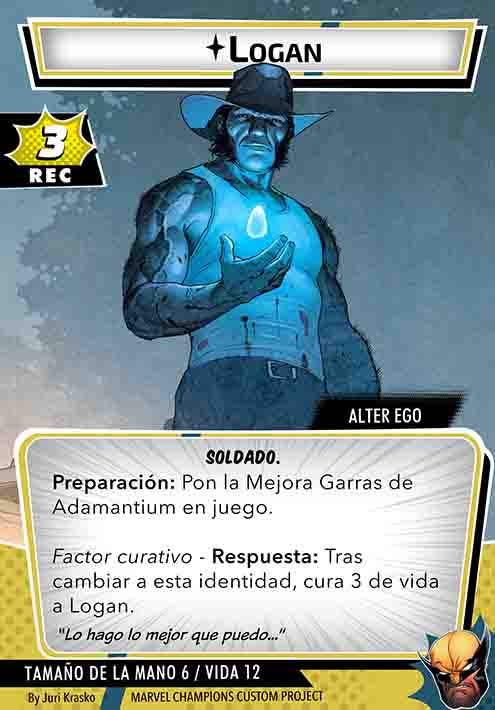 LOGAN
3
REC
ALTER EGO
SOLDADO.
Preparación: Pon la Mejora Garras de
Adamantium en juego.
Factor curativo - Respuesta: Tras
cambiar a esta identidad, cura 3 de vida
a Logan.
"Lo hago lo mejor que puedo..."
TAMAÑO DE LA MANO 6 / VIDA 12
By Juri Krasko MARVEL CHAMPIONS CUSTOM PROJECT